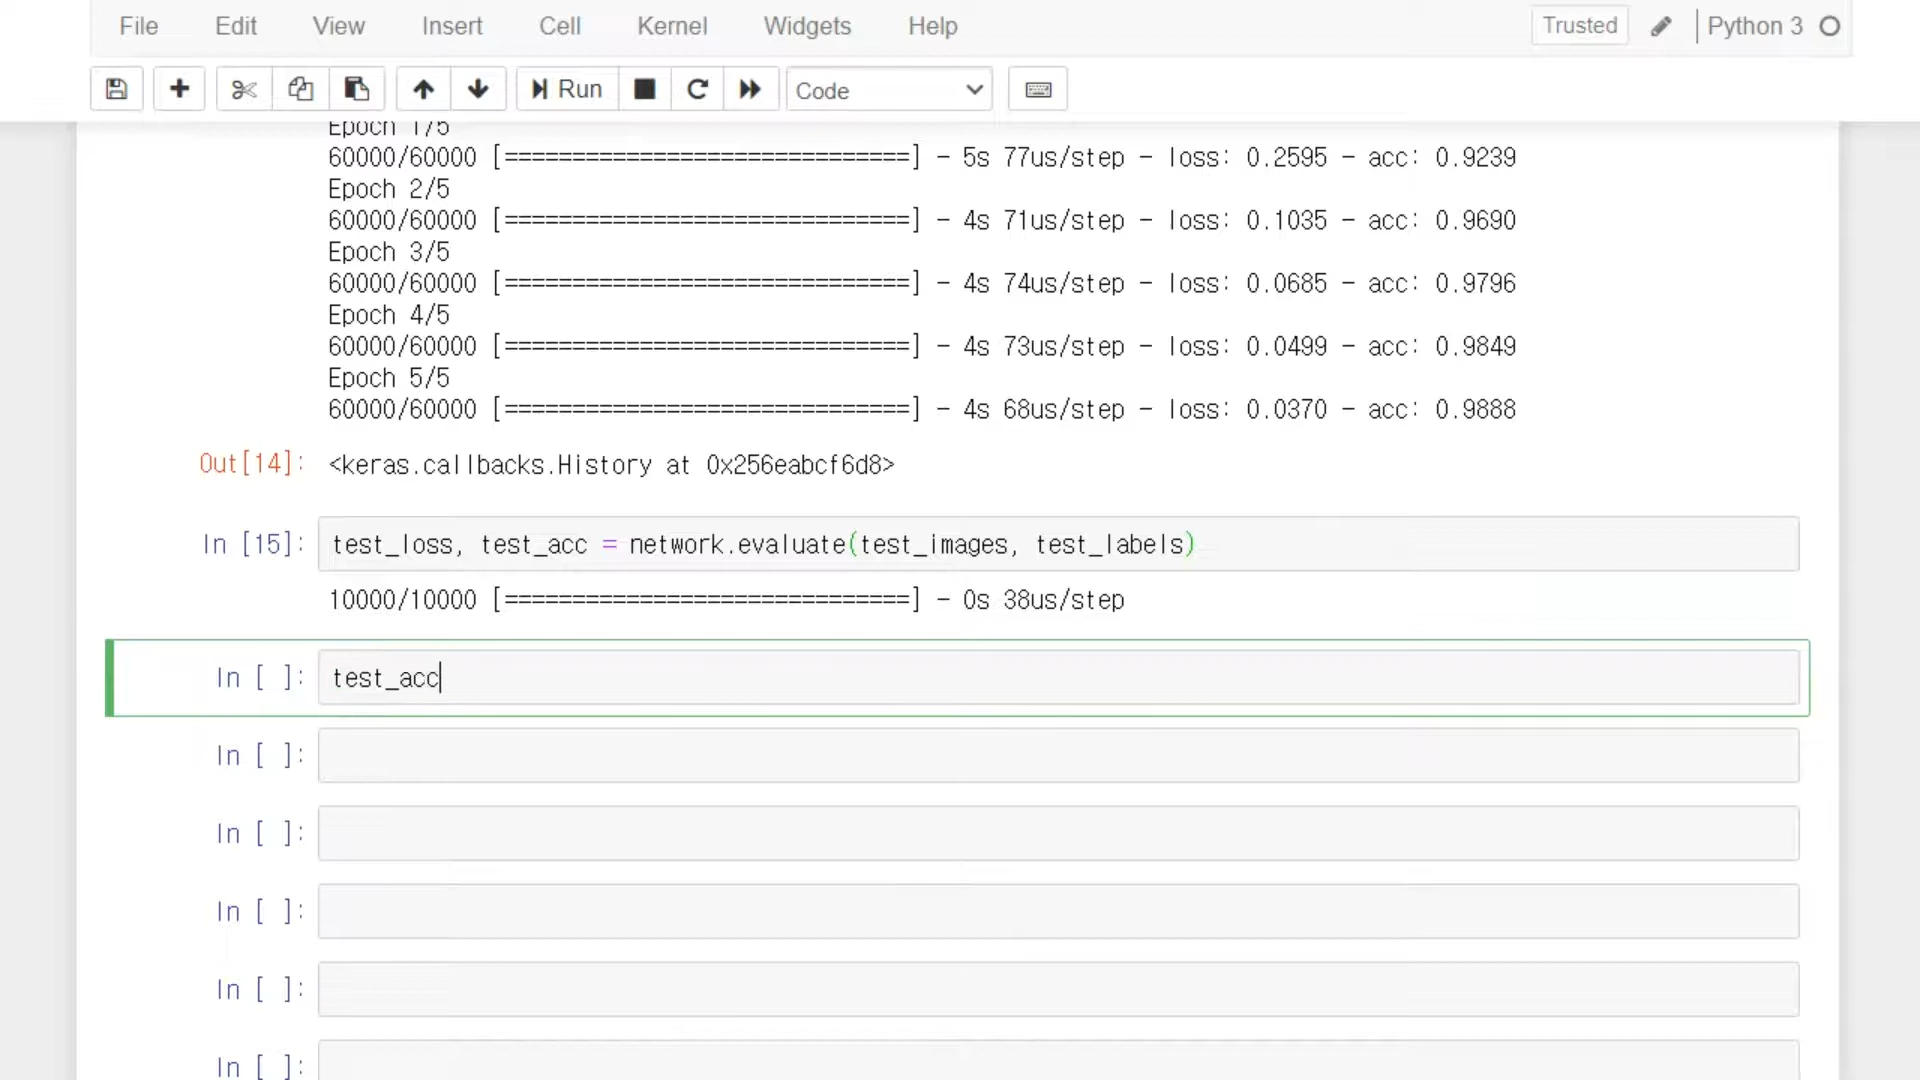 File Edit View Insert Cell Kernel Widgets Help Trusted Python 3
Run Code
Epoch 1/5
60000/60000 [==============================] - 5s 77us/step - loss: 0.2595 - acc: 0.9239
Epoch 2/5
60000/60000 [==============================] - 4s 71us/step - loss: 0.1035 - acc: 0.9690
Epoch 3/5
60000/60000 [==============================] - 4s 74us/step - loss: 0.0685 - acc: 0.9796
Epoch 4/5
60000/60000 [==============================] - 4s 73us/step - loss: 0.0499 - acc: 0.9849
Epoch 5/5
60000/60000 [==============================] - 4s 68us/step - loss: 0.0370 - acc: 0.9888
Out[14]: <keras.callbacks.History at 0x256eabcf6d8>
In [15]: test_loss, test_acc = network.evaluate(test_images, test_labels)
10000/10000 [==============================] - 0s 38us/step
In [ ]: test_acc
In [ ]:
In [ ]:
In [ ]:
In [ ]:
In [ ]: